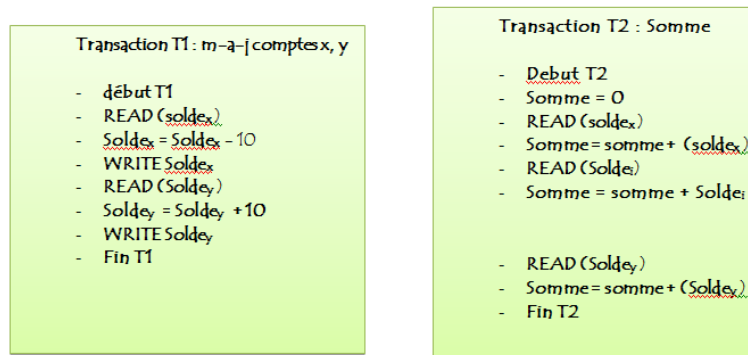 Transaction T1 : m-a-j comptes x, y
- début T1
- READ (soldex)
- Soldex = Soldex - 10
- WRITE Soldex
- READ (Soldey)
- Soldey = Soldey +10
- WRITE Soldey
- Fin T1
Transaction T2 : Somme
- Debut T2
- Somme = 0
- READ (soldex)
- Somme= somme+ (soldex)
- READ (Soldei)
- Somme = somme + Soldei
- READ (Soldey)
- Somme= somme+ (Soldey)
- Fin T2